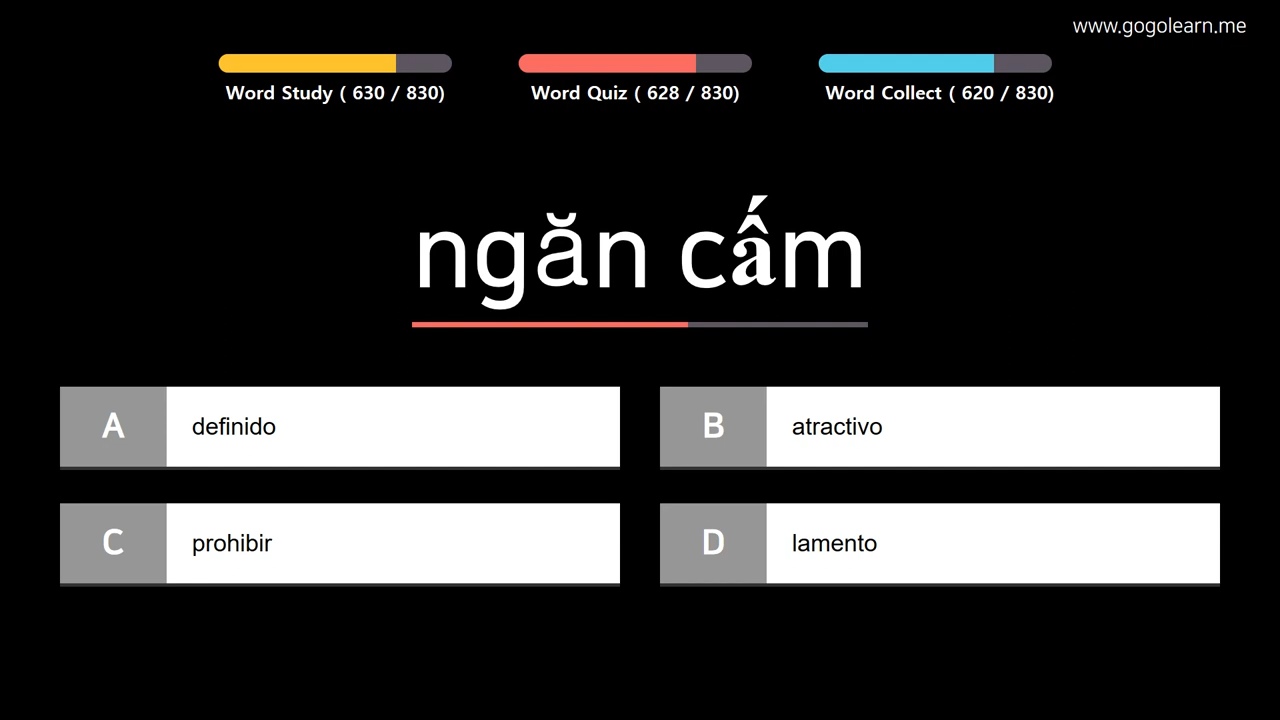 www.gogolearn.me
Word Study ( 630 / 830)
Word Quiz ( 628 / 830)
Word Collect ( 620 / 830)
ngăn cấm
A definido
B atractivo
C prohibir
D lamento